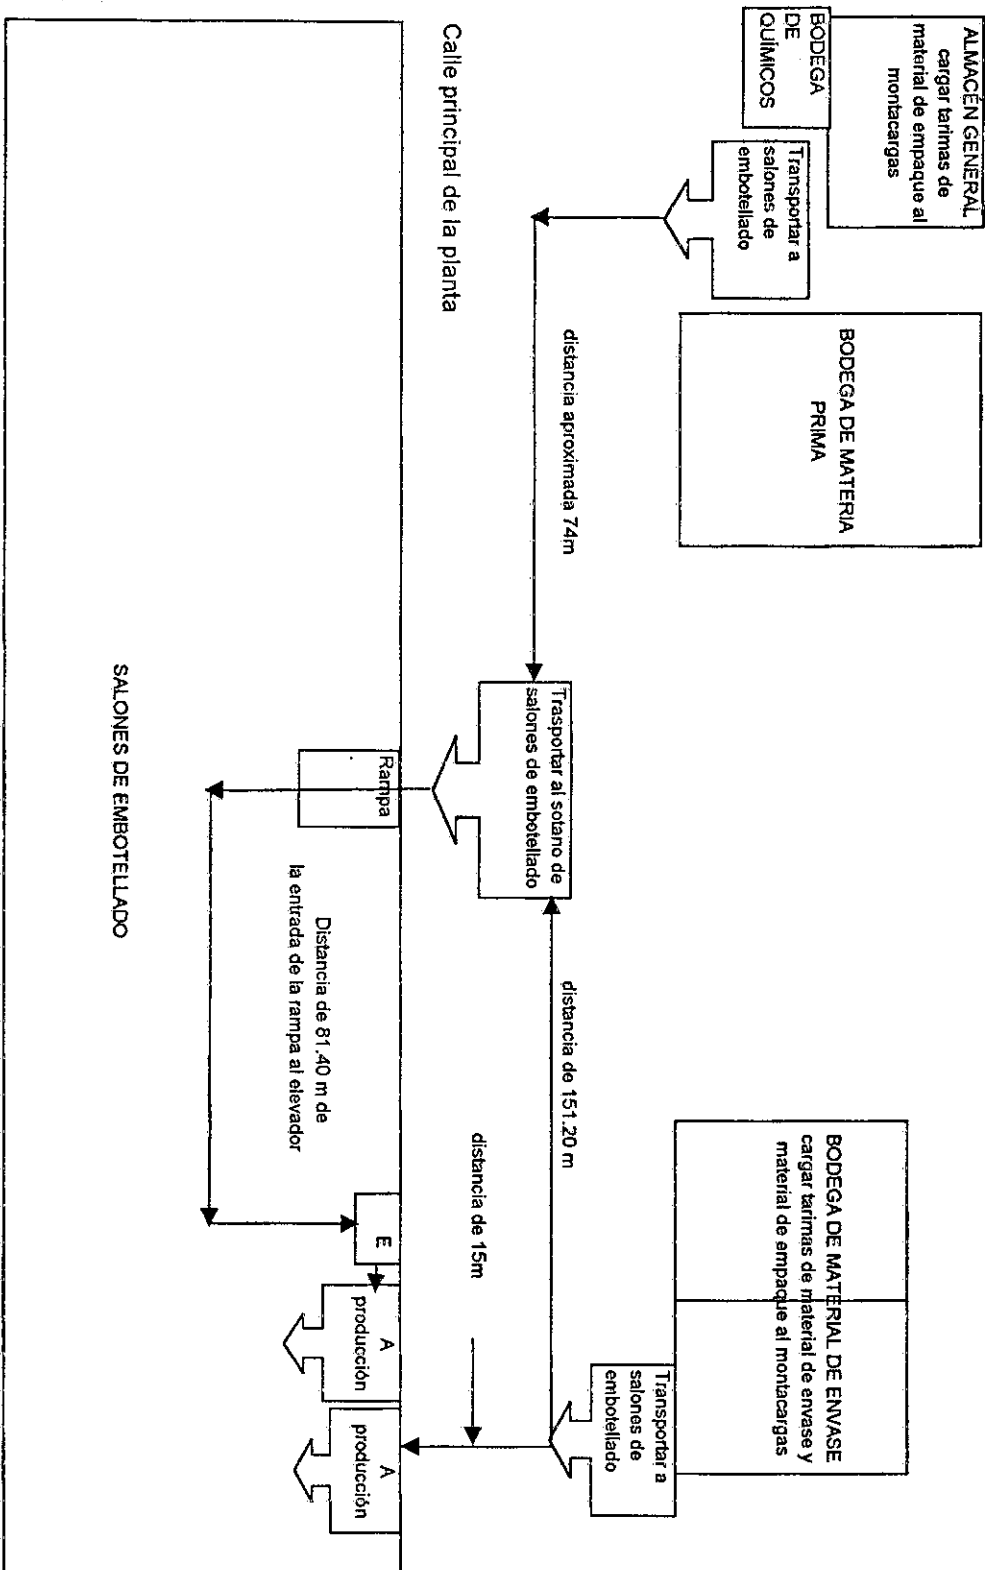 ALMACÉN GENERAL
cargar tarimas de
material de empaque al
montacargas
BODEGA
DE
QUÍMICOS
Transportar a
salones de
embotellado
BODEGA DE MATERIA
PRIMA
BODEGA DE MATERIAL DE ENVASE
cargar tarimas de material de envase y
material de empaque al montacargas
Transportar a
salones de
embotellado
distancia aproximada 74m
Trasportar al sotano de
salones de embotellado
distancia de 151.20 m
distancia de 15m
Calle principal de la planta
Rampa
Distancia de 81.40 m de
la entrada de la rampa al elevador
E
A
producción
A
producción
SALONES DE EMBOTELLADO